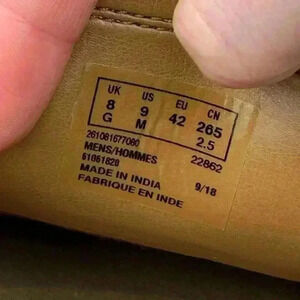 UK US EU CN
8 9 42 265
G M 2.5
261081677080
MENS/HOMMES 22862
61061820
MADE IN INDIA 9/18
FABRIQUE EN INDE